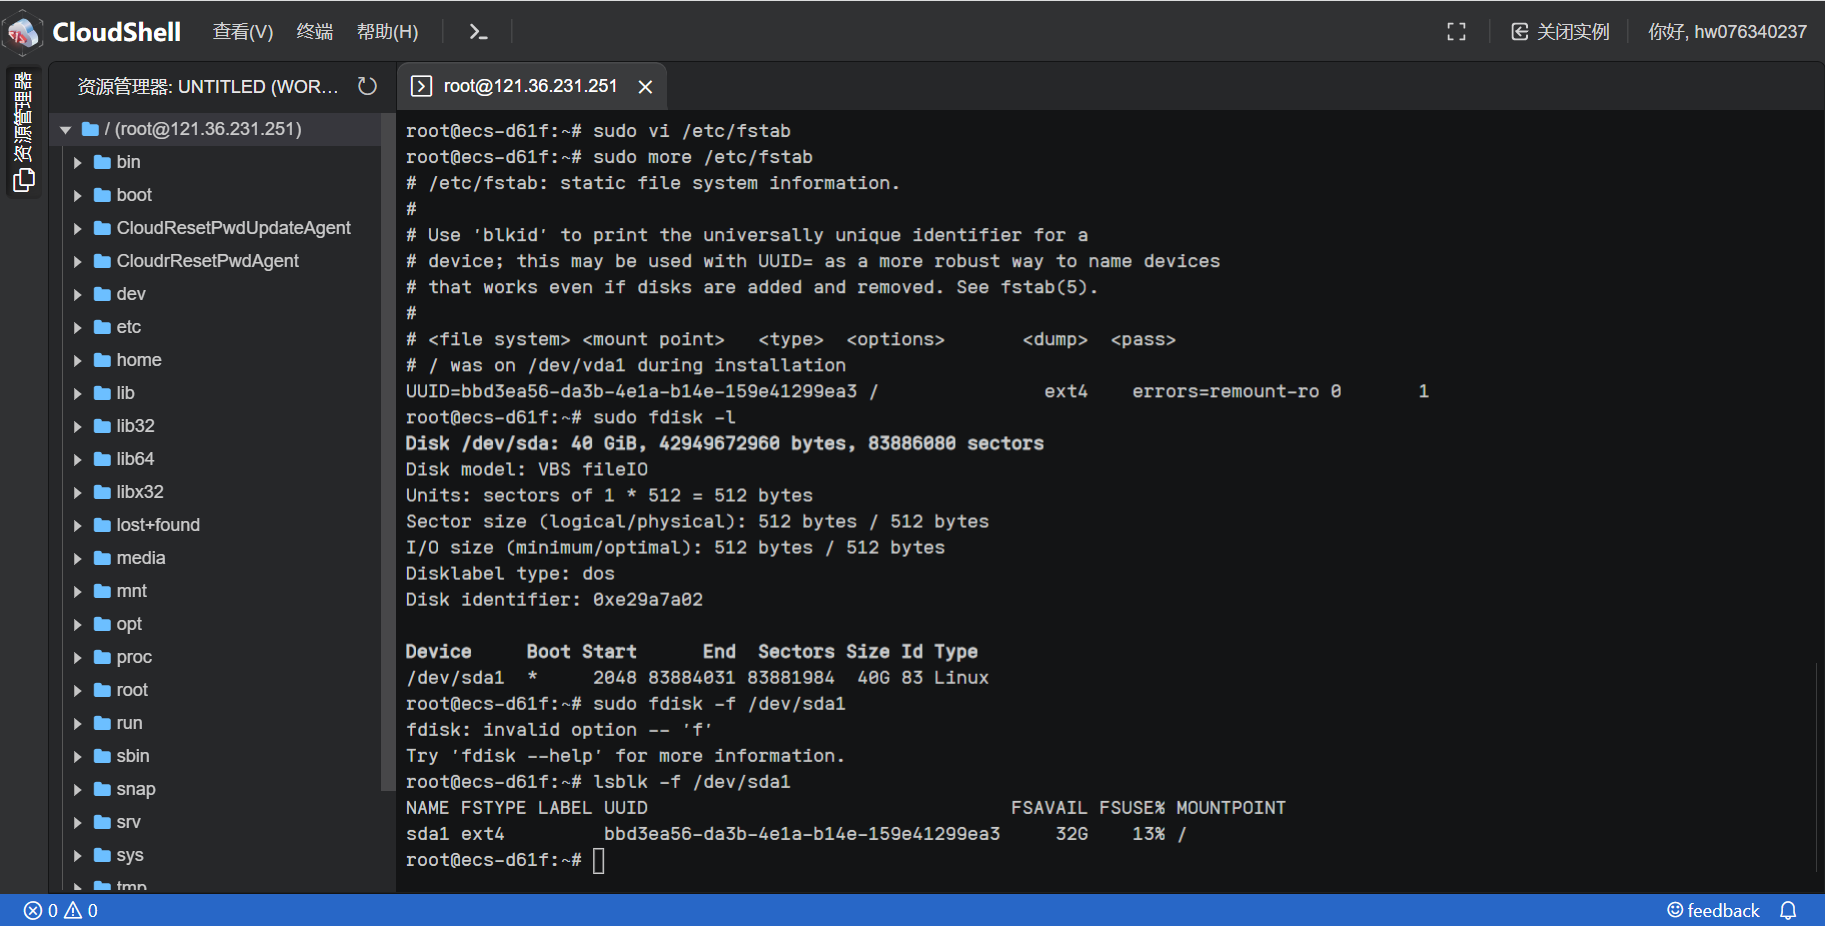 CloudShell 查看(V) 终端 帮助(H) 关闭实例 你好, hw076340237
资源管理器
资源管理器: UNTITLED (WOR...
/ (root@121.36.231.251)
bin
boot
CloudResetPwdUpdateAgent
CloudrResetPwdAgent
dev
etc
home
lib
lib32
lib64
libx32
lost+found
media
mnt
opt
proc
root
run
sbin
snap
srv
sys
tmp
root@121.36.231.251
root@ecs-d61f:~# sudo vi /etc/fstab
root@ecs-d61f:~# sudo more /etc/fstab
# /etc/fstab: static file system information.
#
# Use 'blkid' to print the universally unique identifier for a
# device; this may be used with UUID= as a more robust way to name devices
# that works even if disks are added and removed. See fstab(5).
#
# <file system> <mount point>   <type>  <options>       <dump>  <pass>
# / was on /dev/vda1 during installation
UUID=bbd3ea56-da3b-4e1a-b14e-159e41299ea3 /               ext4    errors=remount-ro 0       1
root@ecs-d61f:~# sudo fdisk -l
Disk /dev/sda: 40 GiB, 42949672960 bytes, 83886080 sectors
Disk model: VBS fileIO
Units: sectors of 1 * 512 = 512 bytes
Sector size (logical/physical): 512 bytes / 512 bytes
I/O size (minimum/optimal): 512 bytes / 512 bytes
Disklabel type: dos
Disk identifier: 0xe29a7a02
Device     Boot Start      End  Sectors Size Id Type
/dev/sda1  *     2048 83884031 83881984  40G 83 Linux
root@ecs-d61f:~# sudo fdisk -f /dev/sda1
fdisk: invalid option -- 'f'
Try 'fdisk --help' for more information.
root@ecs-d61f:~# lsblk -f /dev/sda1
NAME FSTYPE LABEL UUID                                 FSAVAIL FSUSE% MOUNTPOINT
sda1 ext4         bbd3ea56-da3b-4e1a-b14e-159e41299ea3     32G    13% /
root@ecs-d61f:~#
0 0 feedback